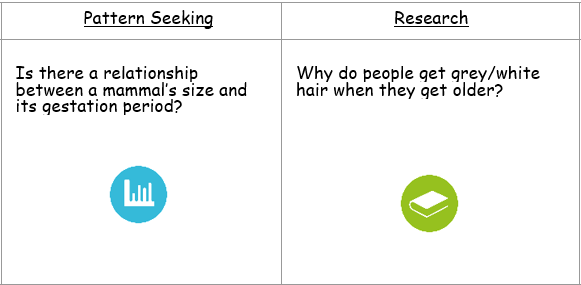 Pattern Seeking
Research
Is there a relationship
between a mammal's size and
its gestation period?
Why do people get grey/white
hair when they get older?